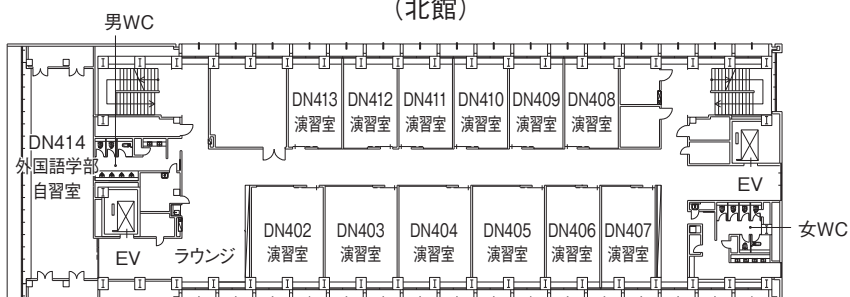 (北館)
男WC
DN413
演習室
DN412
演習室
DN411
演習室
DN410
演習室
DN409
演習室
DN408
演習室
DN414
外国語学部
自習室
EV
女WC
DN402
演習室
DN403
演習室
DN404
演習室
DN405
演習室
DN406
演習室
DN407
演習室
EV
ラウンジ